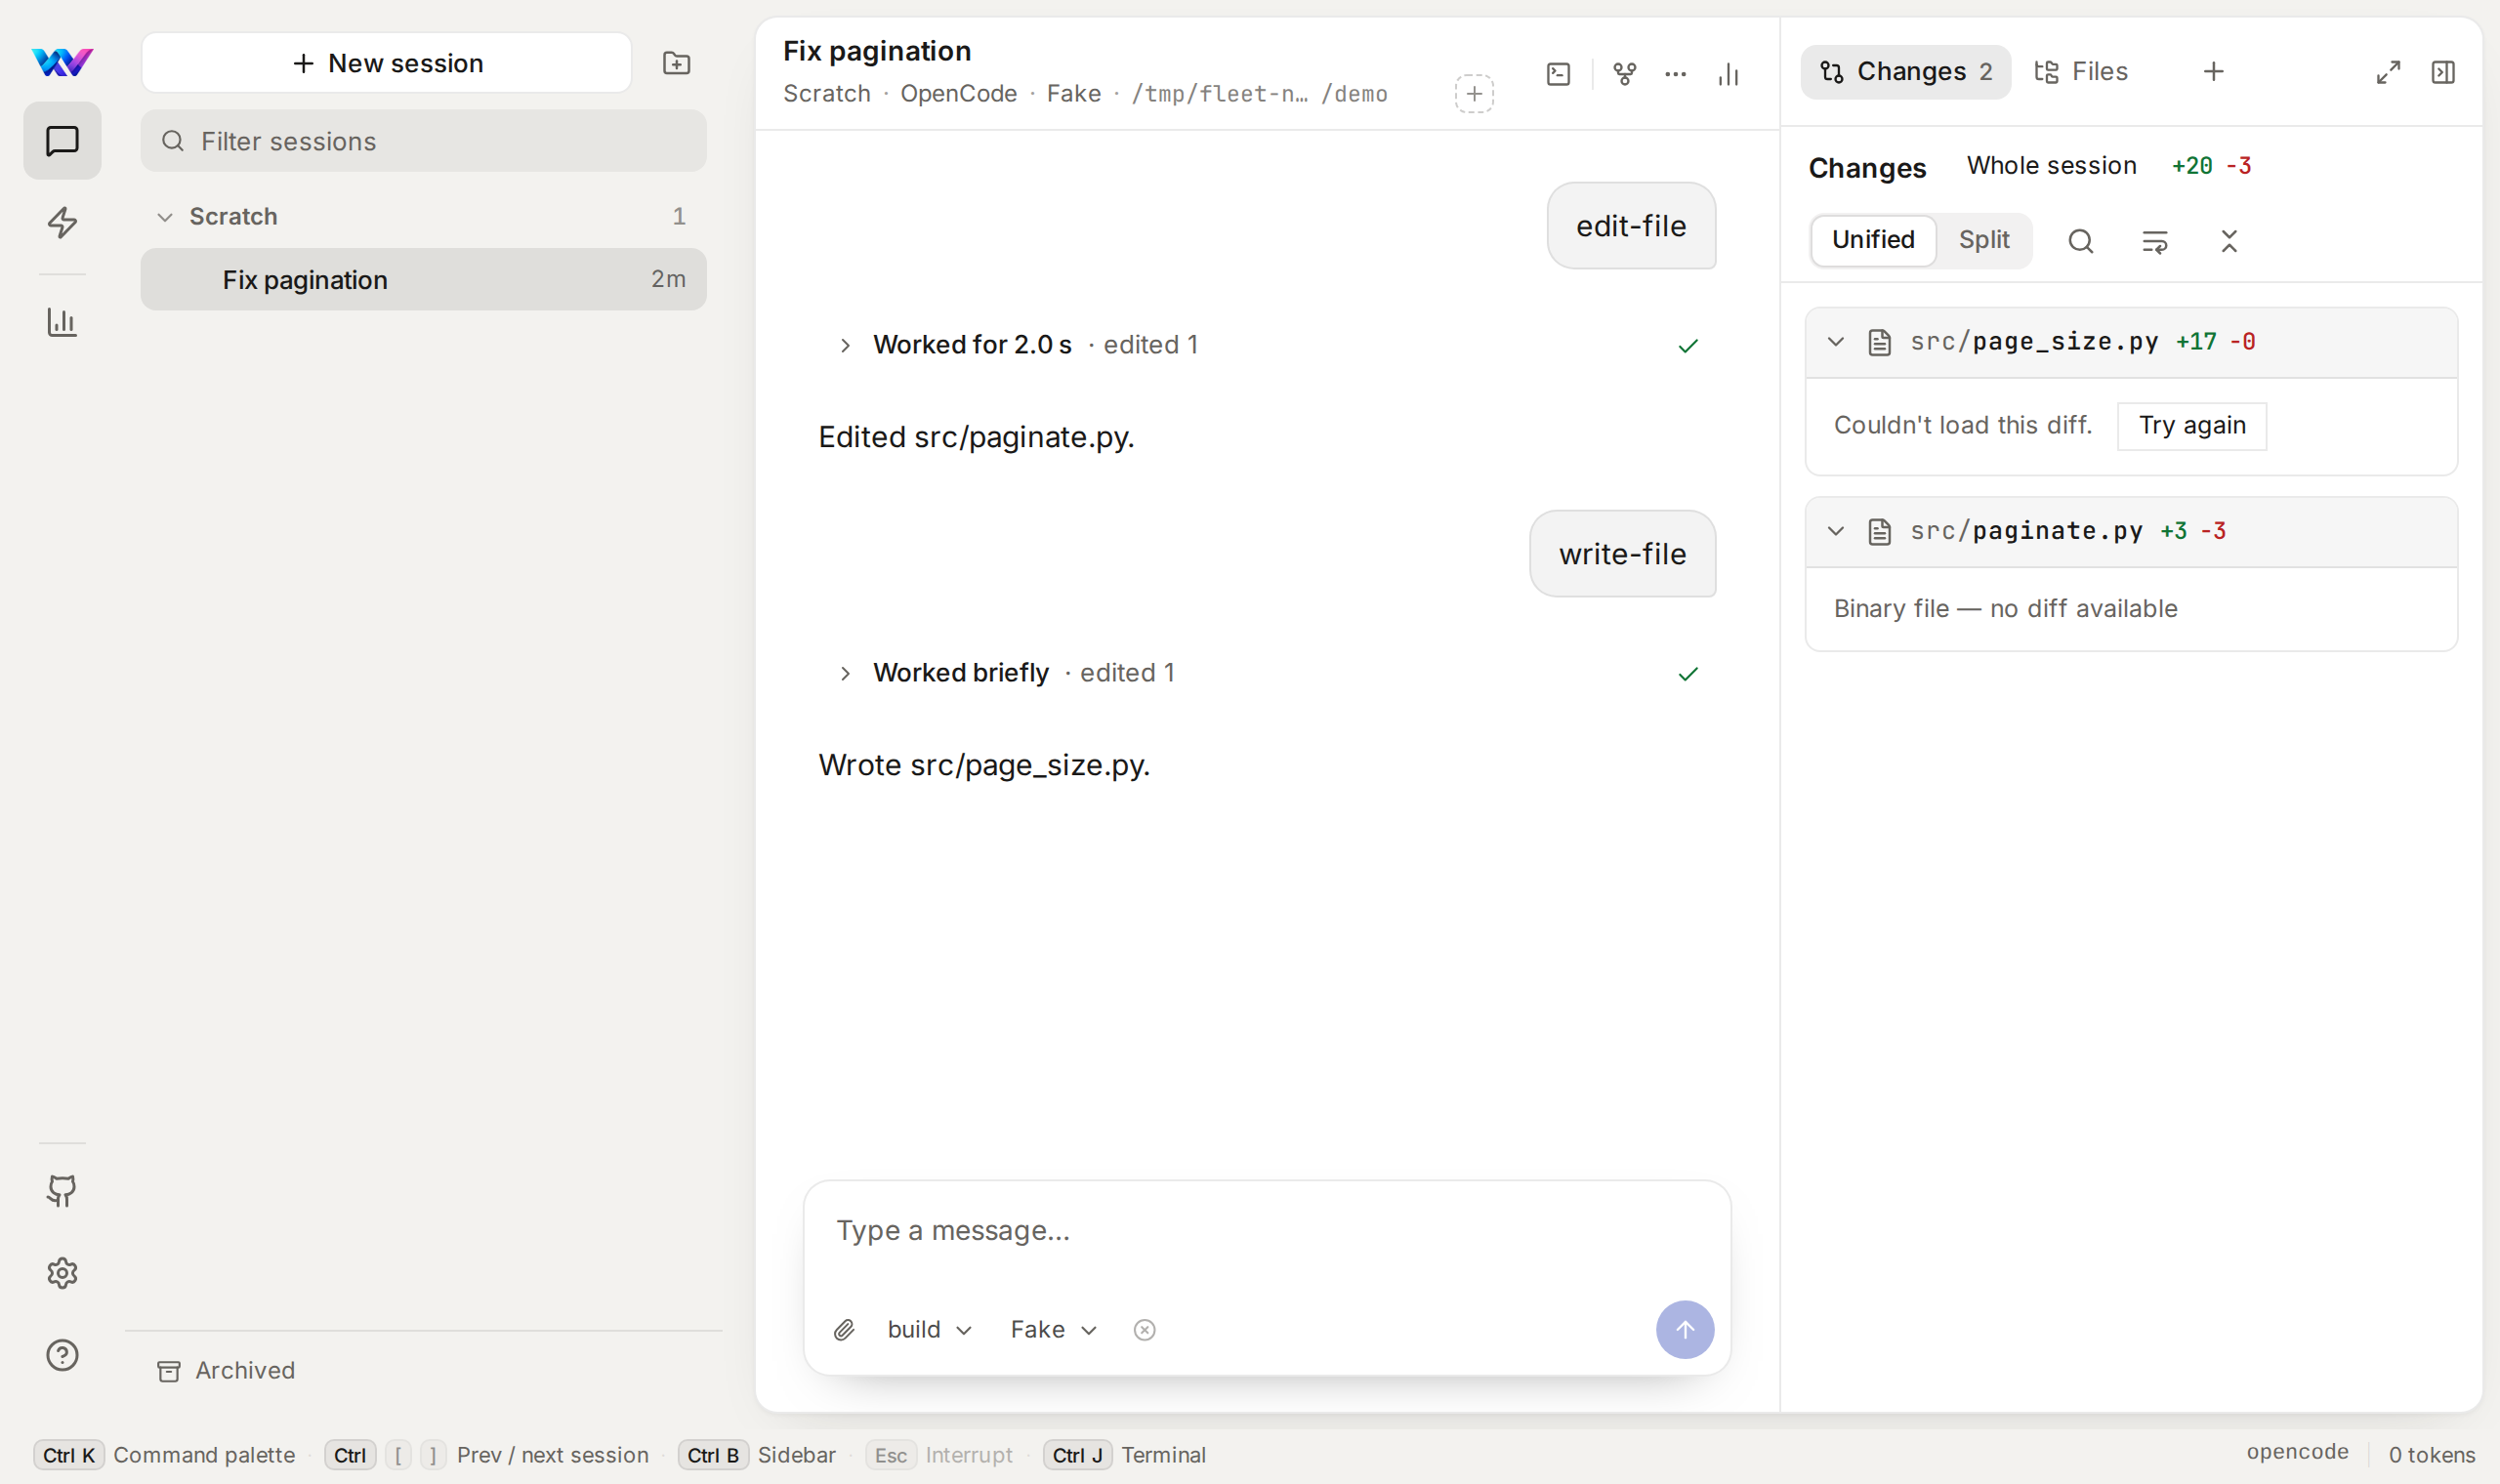 New session
Filter sessions
Scratch 1
Fix pagination 2m
Archived
Fix pagination
Scratch · OpenCode · Fake · /tmp/fleet-n… /demo
edit-file
Worked for 2.0 s · edited 1
Edited src/paginate.py.
write-file
Worked briefly · edited 1
Wrote src/page_size.py.
Type a message...
build Fake
Changes 2 Files
Changes Whole session +20 -3
Unified Split
src/page_size.py +17 -0
Couldn't load this diff. Try again
src/paginate.py +3 -3
Binary file — no diff available
Ctrl K Command palette · Ctrl [ ] Prev / next session · Ctrl B Sidebar · Esc Interrupt · Ctrl J Terminal
opencode 0 tokens